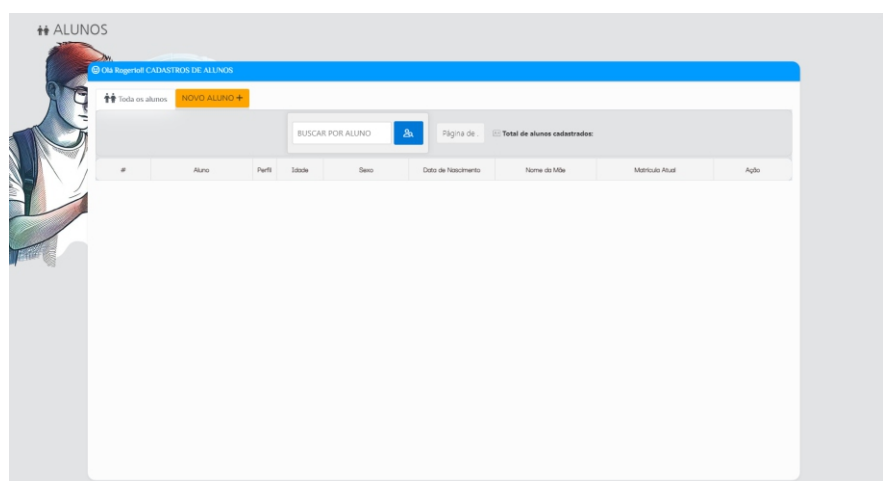 ALUNOS
Olá Rogerio!! CADASTROS DE ALUNOS
Toda os alunos NOVO ALUNO +
BUSCAR POR ALUNO Página de.. Total de alunos cadastrados:
# Aluno Perfil Idade Sexo Data de Nascimento Nome da Mãe Matricula Atual Ação